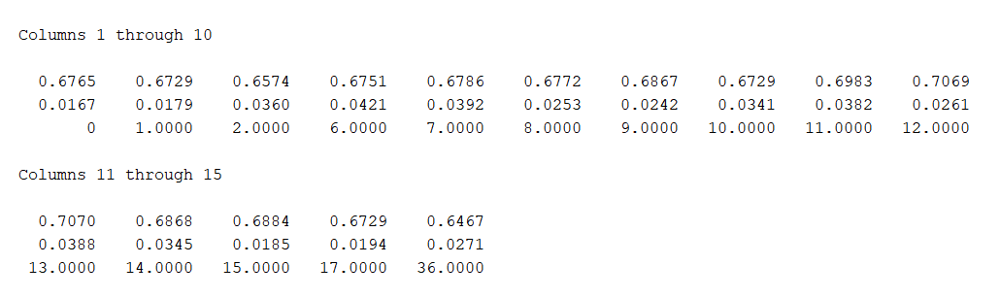 Columns 1 through 10
0.6765 0.6729 0.6574 0.6751 0.6786 0.6772 0.6867 0.6729 0.6983 0.7069
0.0167 0.0179 0.0360 0.0421 0.0392 0.0253 0.0242 0.0341 0.0382 0.0261
0 1.0000 2.0000 6.0000 7.0000 8.0000 9.0000 10.0000 11.0000 12.0000
Columns 11 through 15
0.7070 0.6868 0.6884 0.6729 0.6467
0.0388 0.0345 0.0185 0.0194 0.0271
13.0000 14.0000 15.0000 17.0000 36.0000